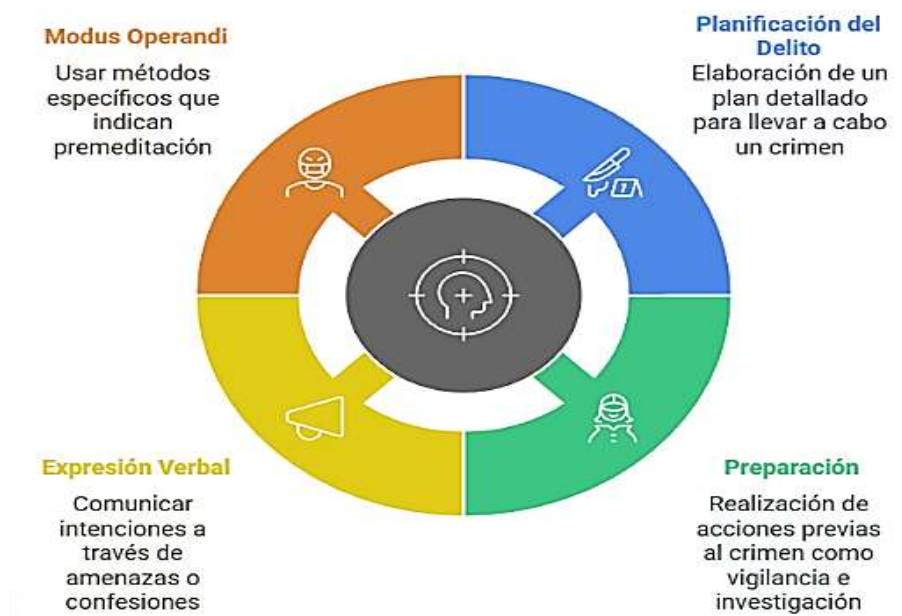 Modus Operandi
Usar métodos
específicos que
indican
premeditación
Planificación del
Delito
Elaboración de un
plan detallado
para llevar a cabo
un crimen
Expresión Verbal
Comunicar
intenciones a
través de
amenazas o
confesiones
Preparación
Realización de
acciones previas
al crimen como
vigilancia e
investigación